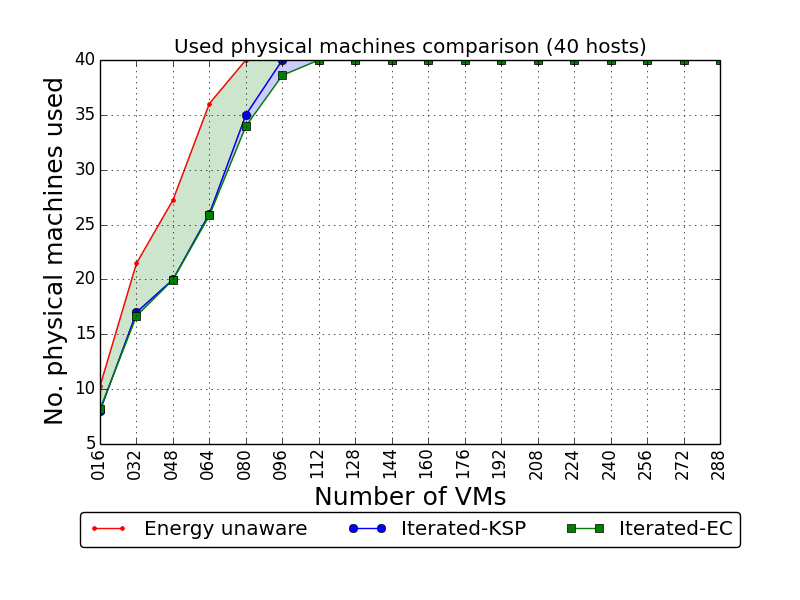 Used physical machines comparison (40 hosts)
No. physical machines used
40
35
30
25
20
15
10
5
016 032 048 064 080 096 112 128 144 160 176 192 208 224 240 256 272 288
Number of VMs
Energy unaware Iterated-KSP Iterated-EC